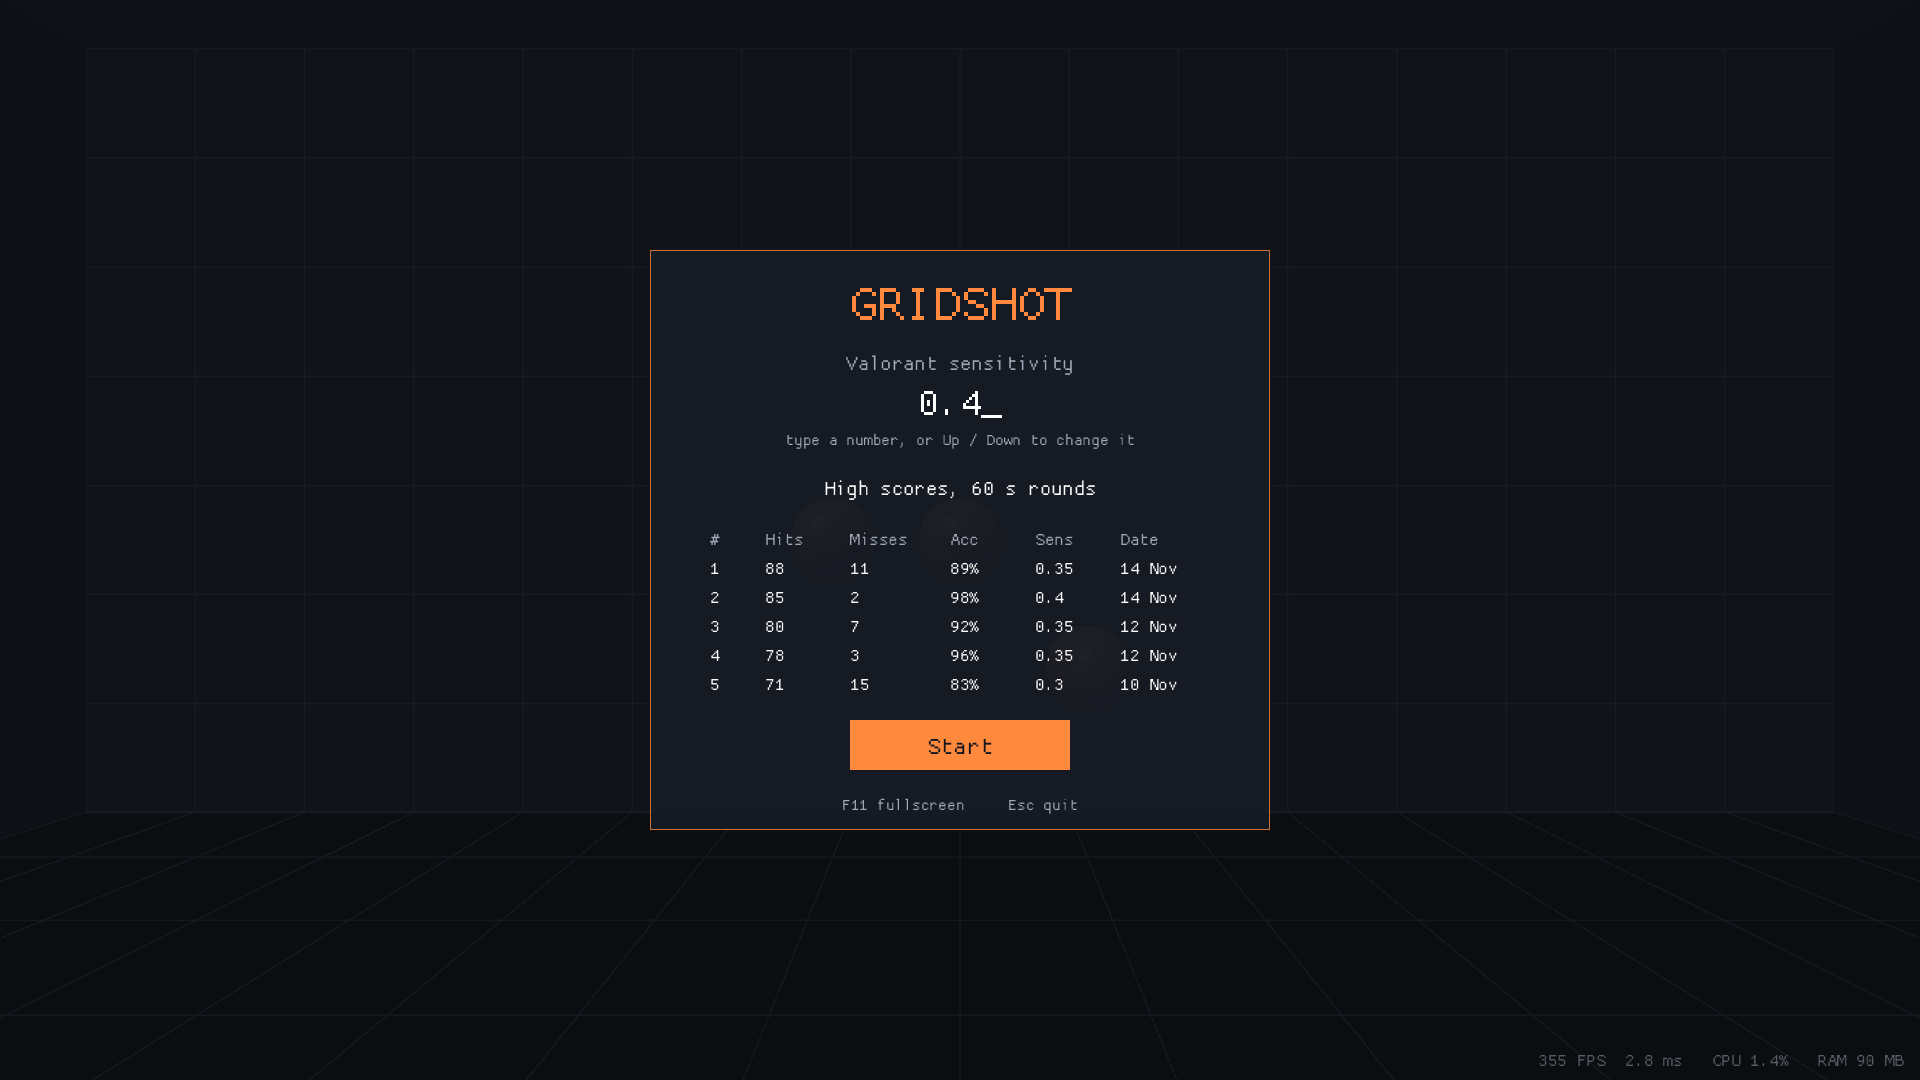 GRIDSHOT
Valorant sensitivity
0.4_
type a number, or Up / Down to change it
High scores, 60 s rounds
# Hits Misses Acc Sens Date
1 88 11 89% 0.35 14 Nov
2 85 2 98% 0.4 14 Nov
3 80 7 92% 0.35 12 Nov
4 78 3 96% 0.35 12 Nov
5 71 15 83% 0.3 10 Nov
Start
F11 fullscreen Esc quit
355 FPS 2.8 ms CPU 1.4% RAM 90 MB